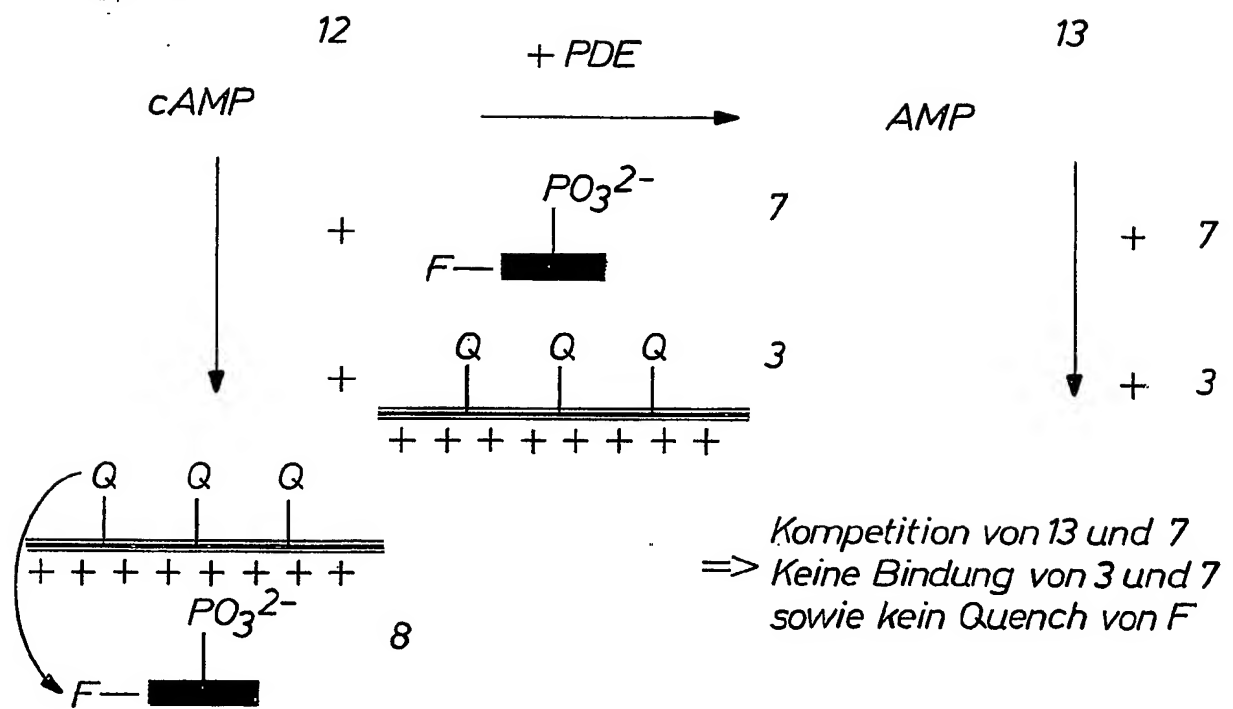 12
13
+ PDE
cAMP
AMP
PO3^2-
7
+
+ 7
F—
Q Q Q
3
+
+ 3
+ + + + + + + +
Q Q Q
+ + + + + + + +
PO3^2-
8
F—
Kompetition von 13 und 7
=> Keine Bindung von 3 und 7
sowie kein Quench von F